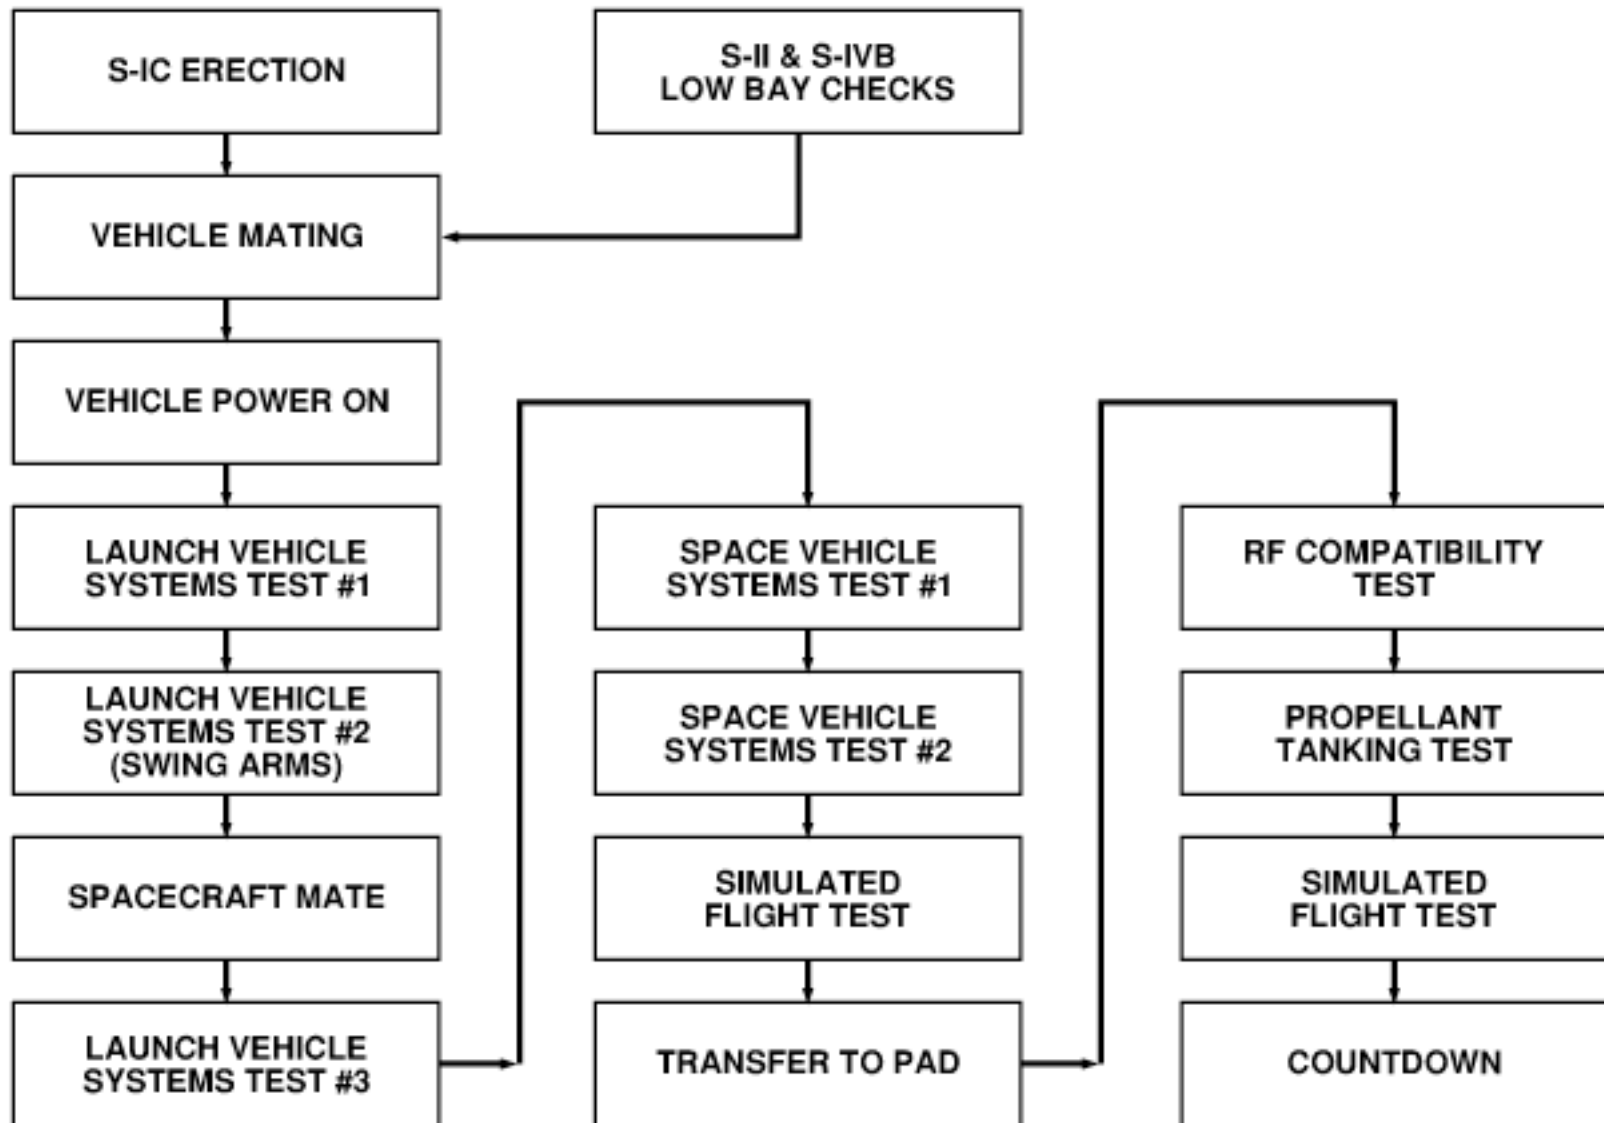 S-IC ERECTION
S-II & S-IVB
LOW BAY CHECKS
VEHICLE MATING
VEHICLE POWER ON
LAUNCH VEHICLE
SYSTEMS TEST #1
LAUNCH VEHICLE
SYSTEMS TEST #2
(SWING ARMS)
SPACECRAFT MATE
LAUNCH VEHICLE
SYSTEMS TEST #3
SPACE VEHICLE
SYSTEMS TEST #1
SPACE VEHICLE
SYSTEMS TEST #2
SIMULATED
FLIGHT TEST
TRANSFER TO PAD
RF COMPATIBILITY
TEST
PROPELLANT
TANKING TEST
SIMULATED
FLIGHT TEST
COUNTDOWN